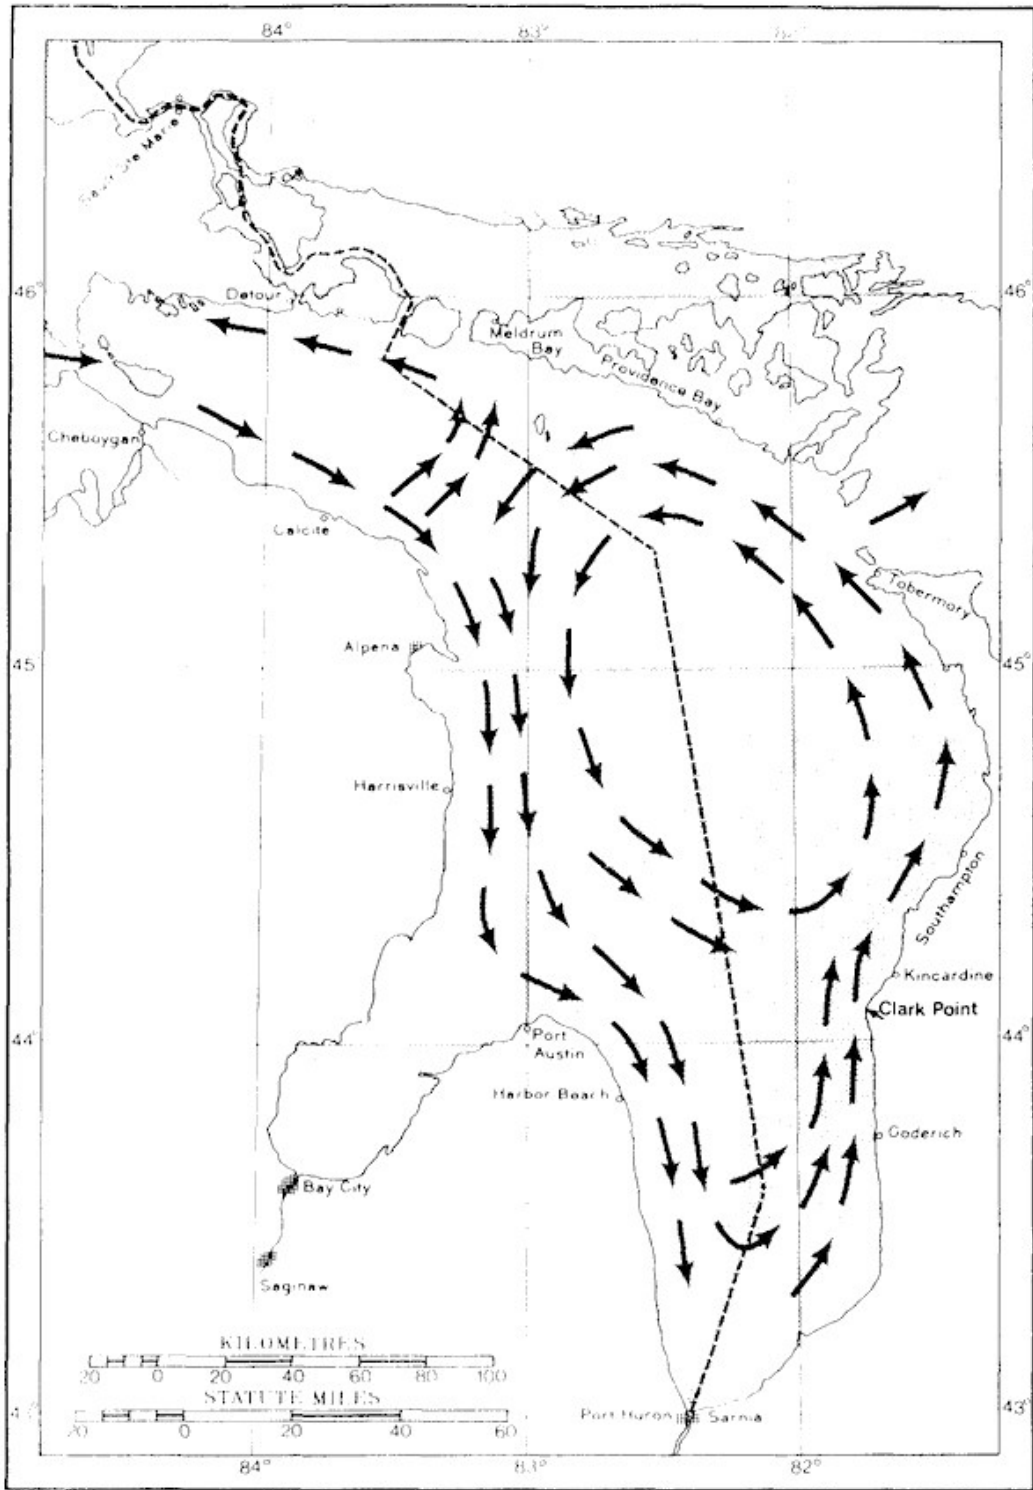 84°
83°
82°
Sault Ste Marie
46°
46°
Detour
Meldrum
Bay
Providence Bay
Cheboygan
Calcite
Tobermory
Alpena
45°
45°
Harrisville
Southampton
Kincardine
Clark Point
44°
44°
Port
Austin
Harbor Beach
Goderich
Bay City
Saginaw
KILOMETRES
20 0 20 40 60 80 100
STATUTE MILES
20 0 20 40 60
43°
43°
Port Huron
Sarnia
84°
83°
82°